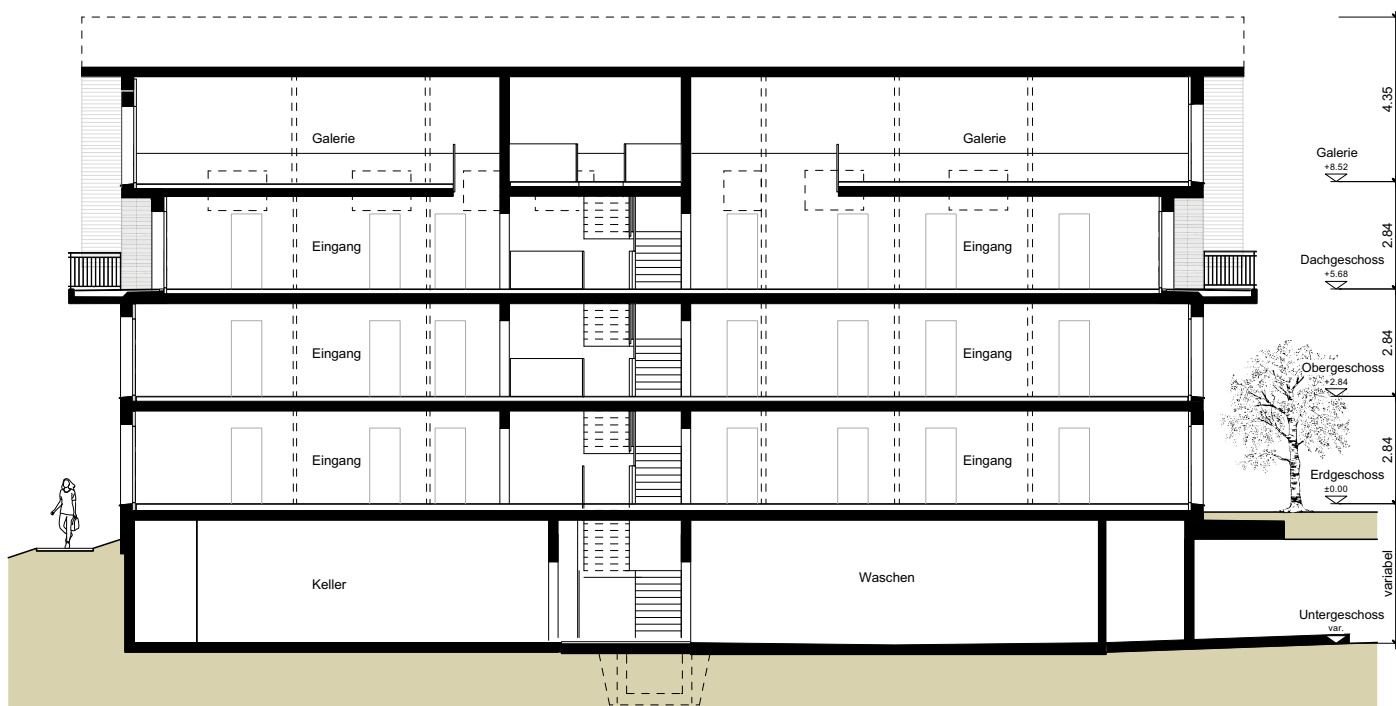 4.35
Galerie
Galerie
Galerie
+8.52
2.84
Eingang
Eingang
Dachgeschoss
+5.68
2.84
Eingang
Eingang
Obergeschoss
+2.84
2.84
Eingang
Eingang
Erdgeschoss
±0.00
variabel
Keller
Waschen
Untergeschoss
var.